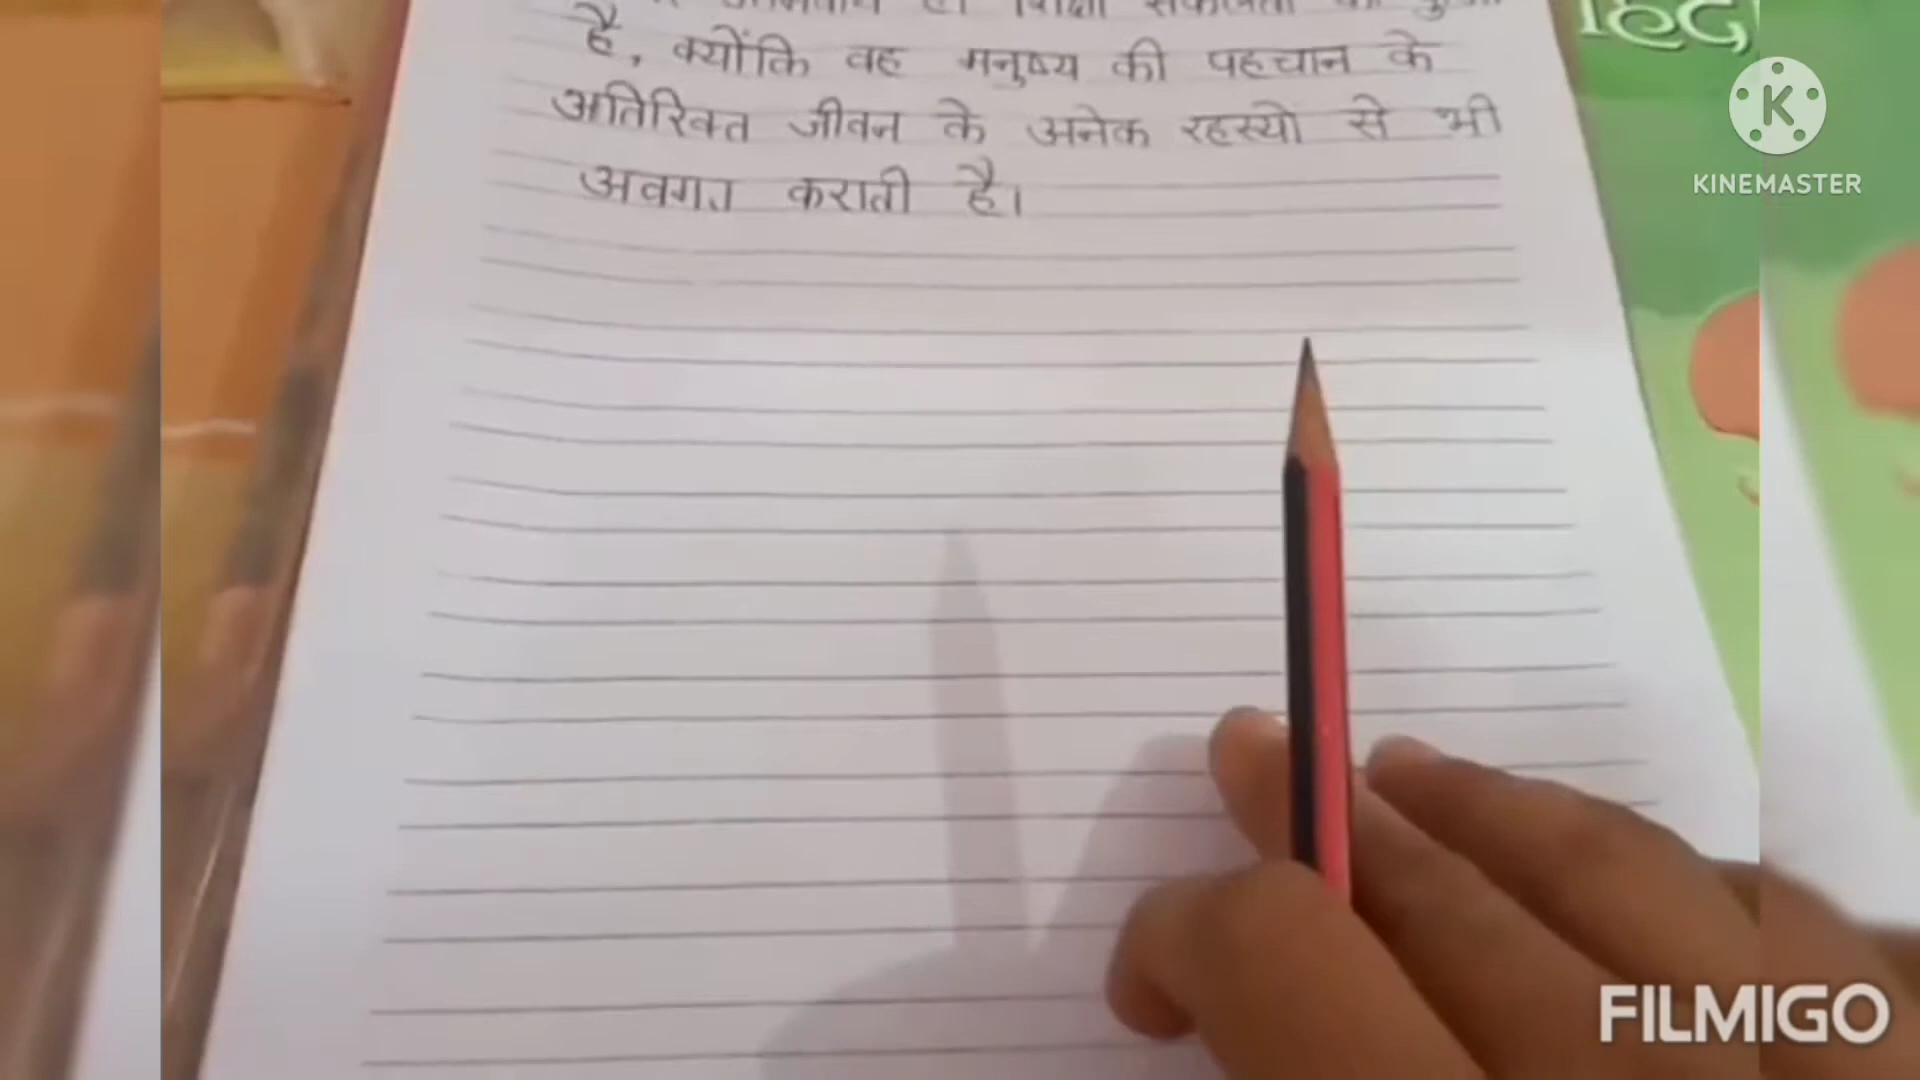 हिंदी
है, क्योंकि वह मनुष्य की पहचान के
अतिरिक्त जीवन के अनेक रहस्यो से भी
अवगत कराती है।
K
KINEMASTER
FILMIGO